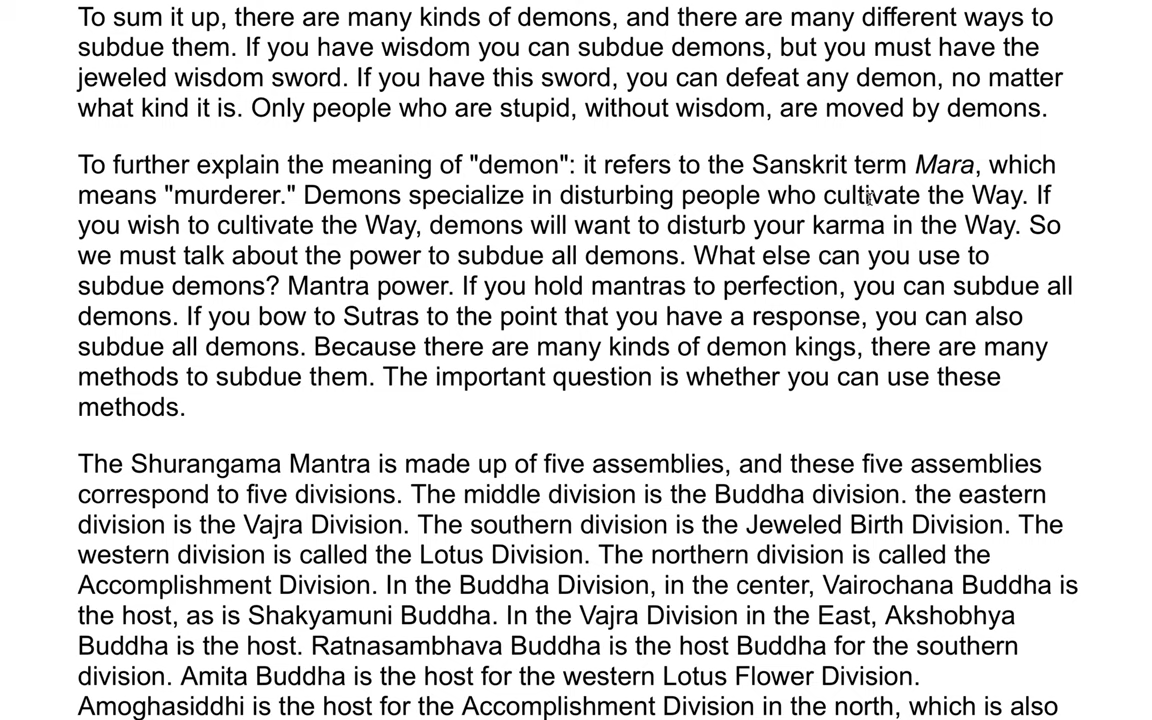 To sum it up, there are many kinds of demons, and there are many different ways to
subdue them. If you have wisdom you can subdue demons, but you must have the
jeweled wisdom sword. If you have this sword, you can defeat any demon, no matter
what kind it is. Only people who are stupid, without wisdom, are moved by demons.
To further explain the meaning of "demon": it refers to the Sanskrit term Mara, which
means "murderer." Demons specialize in disturbing people who cultivate the Way. If
you wish to cultivate the Way, demons will want to disturb your karma in the Way. So
we must talk about the power to subdue all demons. What else can you use to
subdue demons? Mantra power. If you hold mantras to perfection, you can subdue all
demons. If you bow to Sutras to the point that you have a response, you can also
subdue all demons. Because there are many kinds of demon kings, there are many
methods to subdue them. The important question is whether you can use these
methods.
The Shurangama Mantra is made up of five assemblies, and these five assemblies
correspond to five divisions. The middle division is the Buddha division. the eastern
division is the Vajra Division. The southern division is the Jeweled Birth Division. The
western division is called the Lotus Division. The northern division is called the
Accomplishment Division. In the Buddha Division, in the center, Vairochana Buddha is
the host, as is Shakyamuni Buddha. In the Vajra Division in the East, Akshobhya
Buddha is the host. Ratnasambhava Buddha is the host Buddha for the southern
division. Amita Buddha is the host for the western Lotus Flower Division.
Amoghasiddhi is the host for the Accomplishment Division in the north, which is also